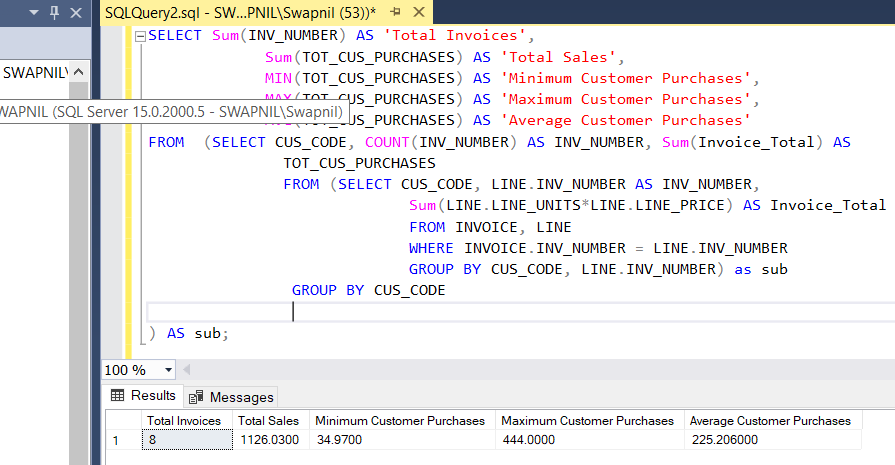 SQLQuery2.sql - SW...PNIL\Swapnil (53))*
SWAPNIL\
WAPNIL (SQL Server 15.0.2000.5 - SWAPNIL\Swapnil)
SELECT Sum(INV_NUMBER) AS 'Total Invoices',
Sum(TOT_CUS_PURCHASES) AS 'Total Sales',
MIN(TOT_CUS_PURCHASES) AS 'Minimum Customer Purchases',
MAX(TOT_CUS_PURCHASES) AS 'Maximum Customer Purchases',
(TOT_CUS_PURCHASES) AS 'Average Customer Purchases'
FROM (SELECT CUS_CODE, COUNT(INV_NUMBER) AS INV_NUMBER, Sum(Invoice_Total) AS
TOT_CUS_PURCHASES
FROM (SELECT CUS_CODE, LINE.INV_NUMBER AS INV_NUMBER,
Sum(LINE.LINE_UNITS*LINE.LINE_PRICE) AS Invoice_Total
FROM INVOICE, LINE
WHERE INVOICE.INV_NUMBER = LINE.INV_NUMBER
GROUP BY CUS_CODE, LINE.INV_NUMBER) as sub
GROUP BY CUS_CODE
) AS sub;
100 %
Results Messages
Total Invoices Total Sales Minimum Customer Purchases Maximum Customer Purchases Average Customer Purchases
1 8 1126.0300 34.9700 444.0000 225.206000